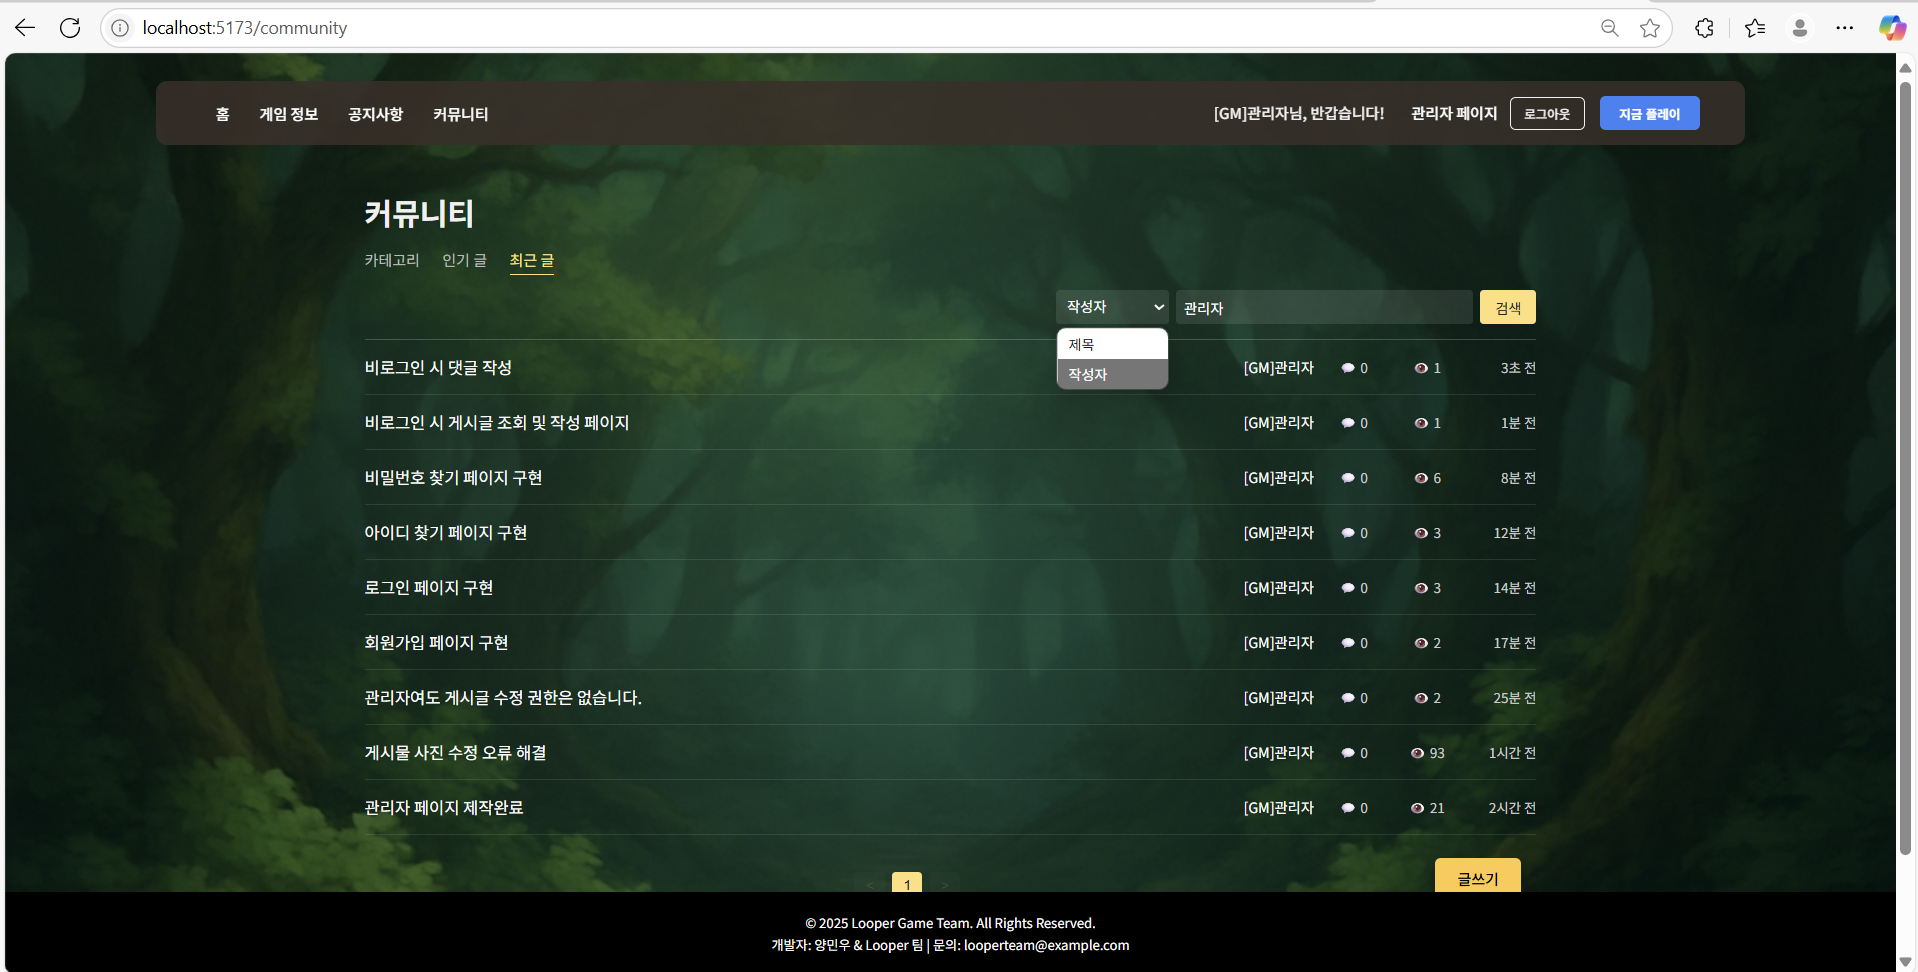 localhost:5173/community
홈 게임 정보 공지사항 커뮤니티 [GM]관리자님, 반갑습니다! 관리자 페이지 로그아웃 지금 플레이
커뮤니티
카테고리 인기 글 최근 글
작성자 관리자 검색
제목
작성자
비로그인 시 댓글 작성 [GM]관리자 0 1 3초 전
비로그인 시 게시글 조회 및 작성 페이지 [GM]관리자 0 1 1분 전
비밀번호 찾기 페이지 구현 [GM]관리자 0 6 8분 전
아이디 찾기 페이지 구현 [GM]관리자 0 3 12분 전
로그인 페이지 구현 [GM]관리자 0 3 14분 전
회원가입 페이지 구현 [GM]관리자 0 2 17분 전
관리자여도 게시글 수정 권한은 없습니다. [GM]관리자 0 2 25분 전
게시물 사진 수정 오류 해결 [GM]관리자 0 93 1시간 전
관리자 페이지 제작완료 [GM]관리자 0 21 2시간 전
< 1 > 글쓰기
© 2025 Looper Game Team. All Rights Reserved.
개발자: 양민우 & Looper 팀 | 문의: looperteam@example.com